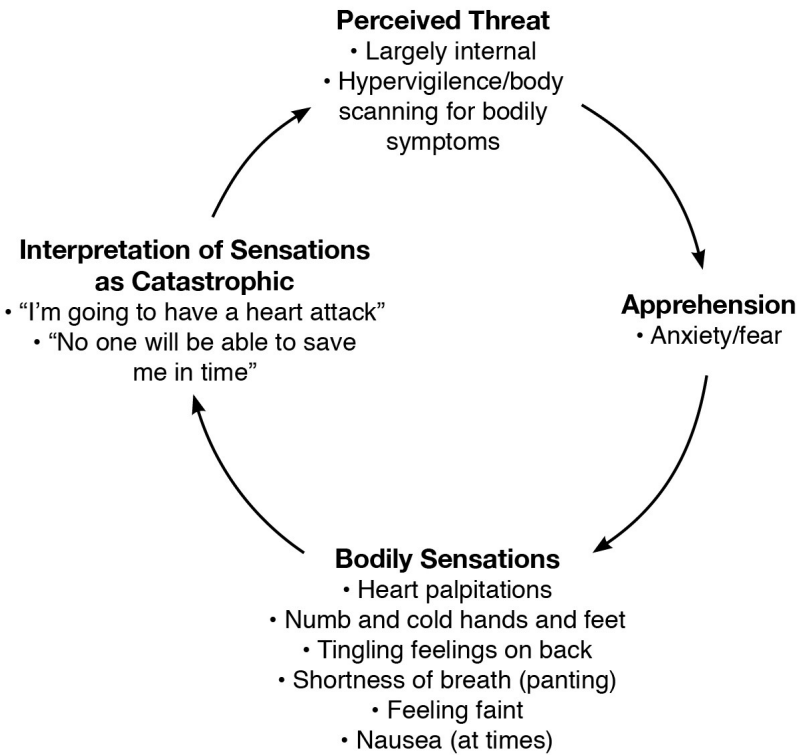 Perceived Threat
• Largely internal
• Hypervigilence/body
scanning for bodily
symptoms
Interpretation of Sensations
as Catastrophic
• “I’m going to have a heart attack”
• “No one will be able to save
me in time”
Apprehension
• Anxiety/fear
Bodily Sensations
• Heart palpitations
• Numb and cold hands and feet
• Tingling feelings on back
• Shortness of breath (panting)
• Feeling faint
• Nausea (at times)